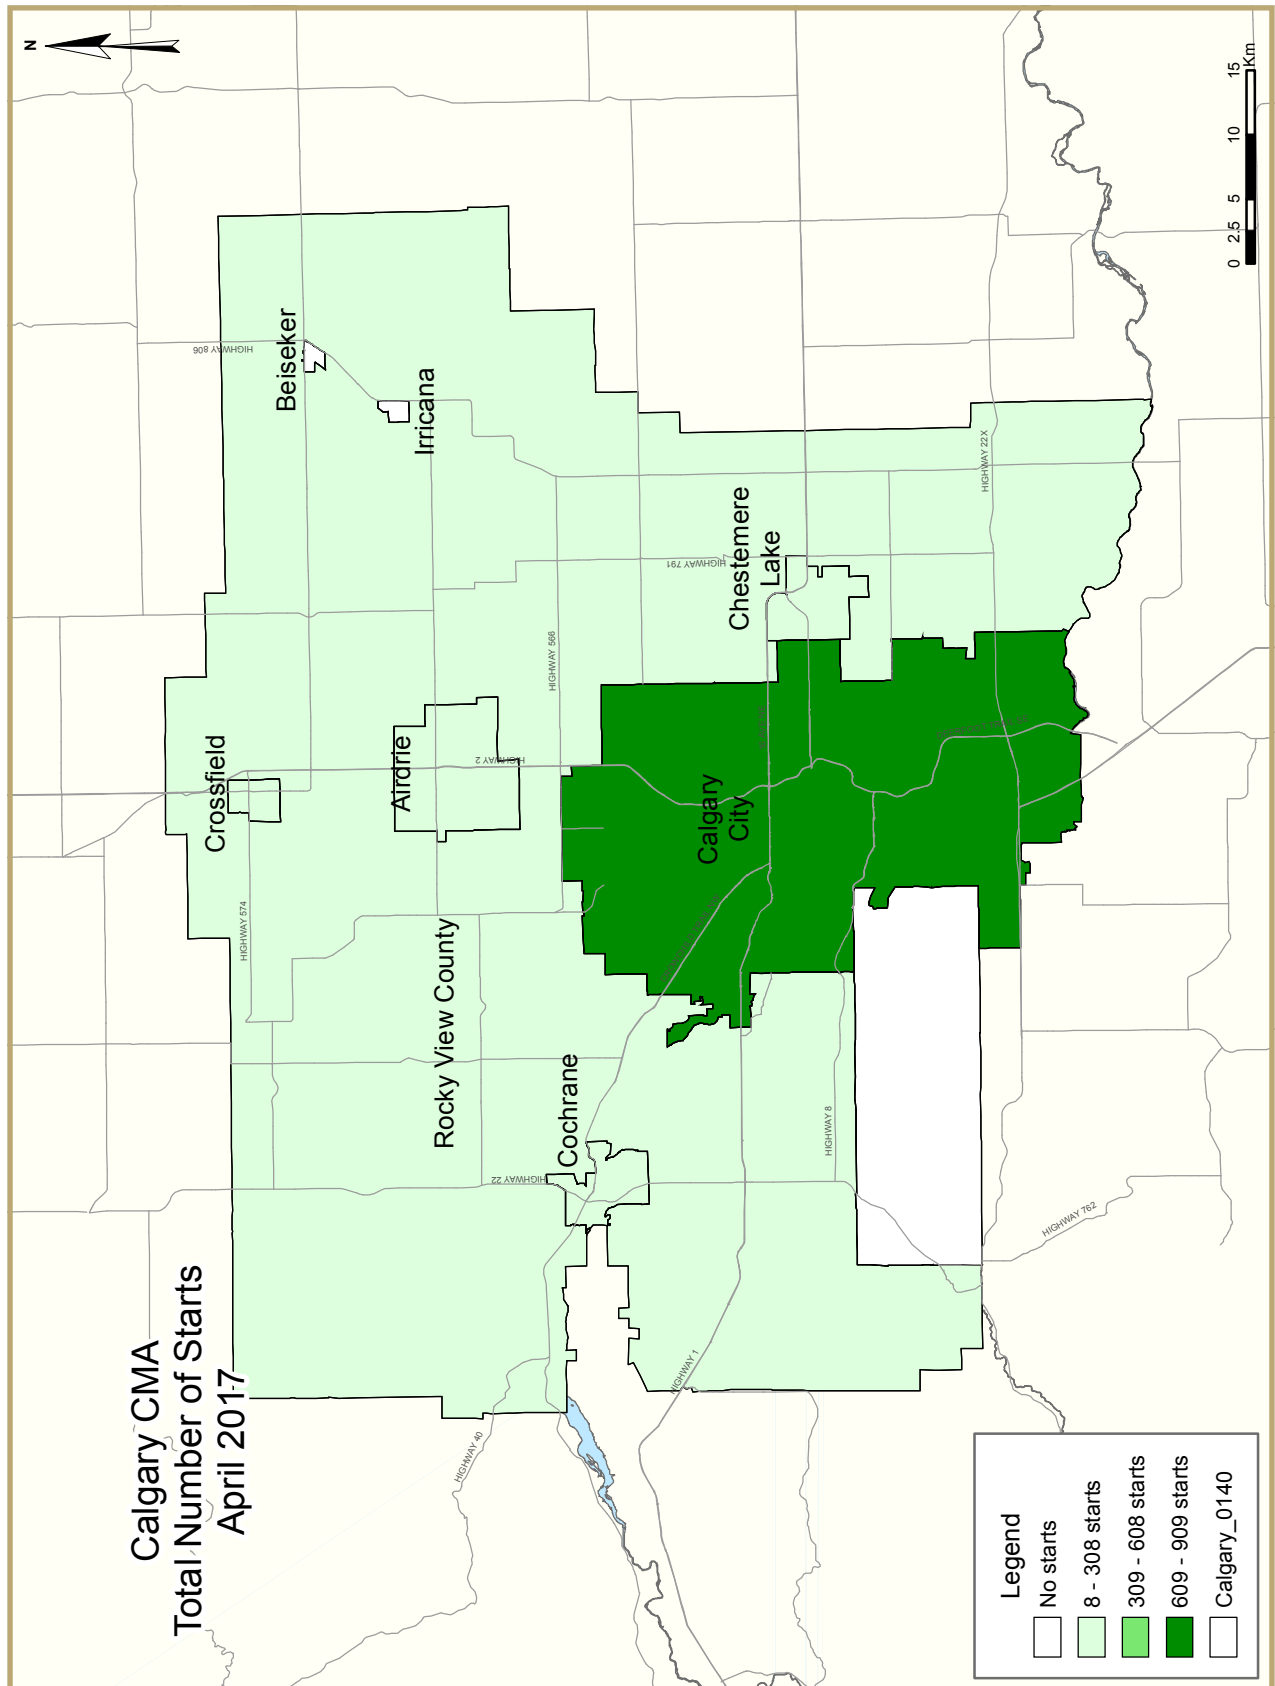 Calgary CMA
Total Number of Starts
April 2017
N
Crossfield
Beiseker
Irricana
Airdrie
Rocky View County
Cochrane
Calgary
City
Chestemere
Lake
HIGHWAY 806
HIGHWAY 574
HIGHWAY 2
HIGHWAY 566
HIGHWAY 791
HIGHWAY 22X
HIGHWAY 22
HIGHWAY 8
HIGHWAY 1
HIGHWAY 40
HIGHWAY 762
Legend
No starts
8 - 308 starts
309 - 608 starts
609 - 909 starts
Calgary_0140
0 2.5 5 10 15
Km